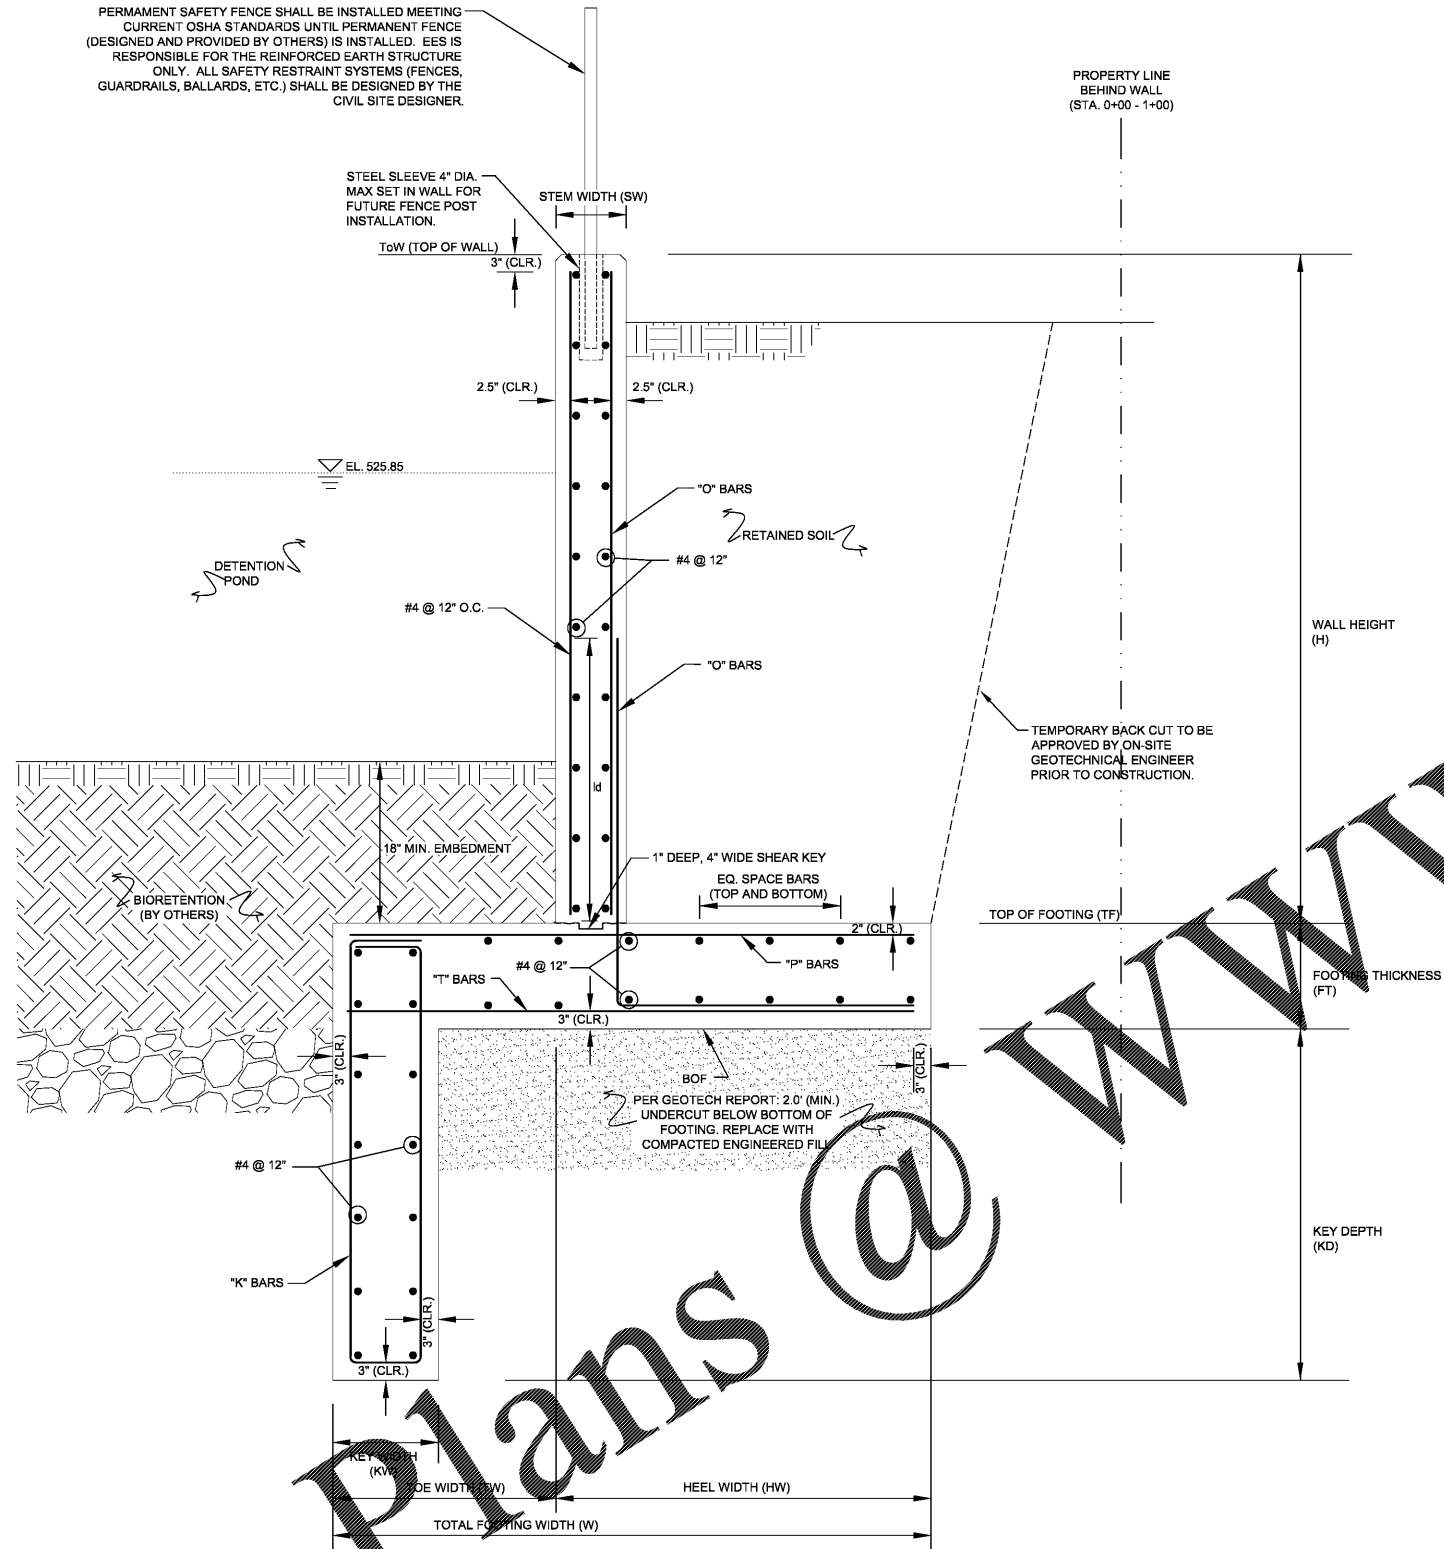 PERMAMENT SAFETY FENCE SHALL BE INSTALLED MEETING
CURRENT OSHA STANDARDS UNTIL PERMANENT FENCE
(DESIGNED AND PROVIDED BY OTHERS) IS INSTALLED. EES IS
RESPONSIBLE FOR THE REINFORCED EARTH STRUCTURE
ONLY. ALL SAFETY RESTRAINT SYSTEMS (FENCES,
GUARDRAILS, BALLARDS, ETC.) SHALL BE DESIGNED BY THE
CIVIL SITE DESIGNER.
PROPERTY LINE
BEHIND WALL
(STA. 0+00 - 1+00)
STEEL SLEEVE 4" DIA.
MAX SET IN WALL FOR
FUTURE FENCE POST
INSTALLATION.
STEM WIDTH (SW)
ToW (TOP OF WALL)
3" (CLR.)
2.5" (CLR.)
2.5" (CLR.)
EL. 525.85
"O" BARS
RETAINED SOIL
#4 @ 12"
DETENTION
POND
#4 @ 12" O.C.
WALL HEIGHT
(H)
"O" BARS
TEMPORARY BACK CUT TO BE
APPROVED BY ON-SITE
GEOTECHNICAL ENGINEER
PRIOR TO CONSTRUCTION.
ld
18" MIN. EMBEDMENT
1" DEEP, 4" WIDE SHEAR KEY
EQ. SPACE BARS
(TOP AND BOTTOM)
BIORETENTION
(BY OTHERS)
TOP OF FOOTING (TF)
2" (CLR.)
#4 @ 12"
"P" BARS
"T" BARS
FOOTING THICKNESS
(FT)
3" (CLR.)
3" (CLR.)
3" (CLR.)
BOF
PER GEOTECH REPORT: 2.0' (MIN.)
UNDERCUT BELOW BOTTOM OF
FOOTING. REPLACE WITH
COMPACTED ENGINEERED FILL
#4 @ 12"
KEY DEPTH
(KD)
"K" BARS
3" (CLR.)
3" (CLR.)
KEY WIDTH
(KW)
TOE WIDTH (TW)
HEEL WIDTH (HW)
TOTAL FOOTING WIDTH (W)
Plans @ www